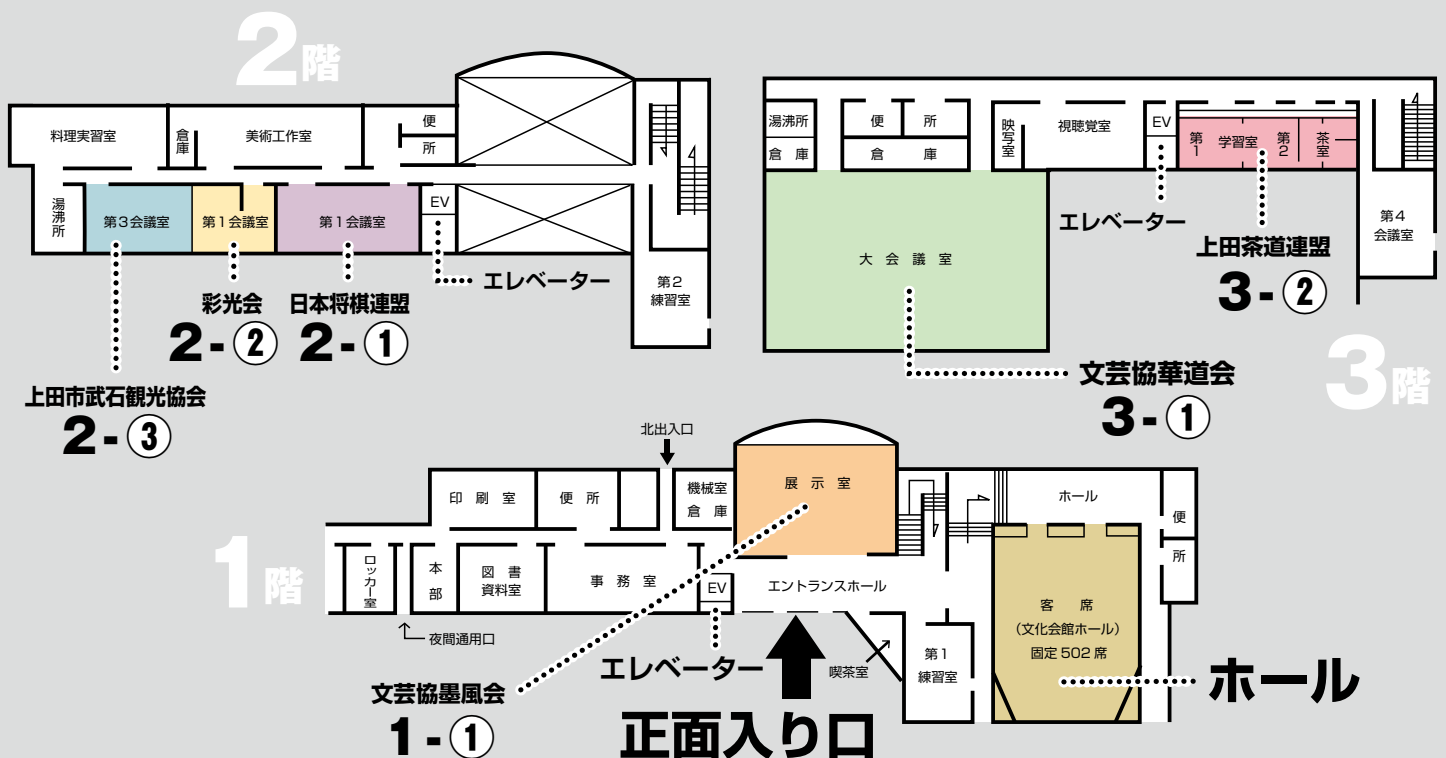 2階
料理実習室
倉庫
美術工作室
便
所
湯沸所
第3会議室
第1会議室
第1会議室
EV
エレベーター
第2
練習室
彩光会
2-②
日本将棋連盟
2-①
上田市武石観光協会
2-③
3階
湯沸所
倉庫
便所
倉庫
映写室
視聴覚室
EV
第1
学習室
第2
茶室
エレベーター
第4
会議室
大会議室
上田茶道連盟
3-②
文芸協華道会
3-①
1階
北出入口
印刷室
便所
機械室
倉庫
展示室
ホール
便
所
ロッカー室
本部
図書
資料室
事務室
EV
エントランスホール
客席
(文化会館ホール)
固定502席
夜間通用口
エレベーター
喫茶室
第1
練習室
ホール
文芸協墨風会
1-①
正面入り口